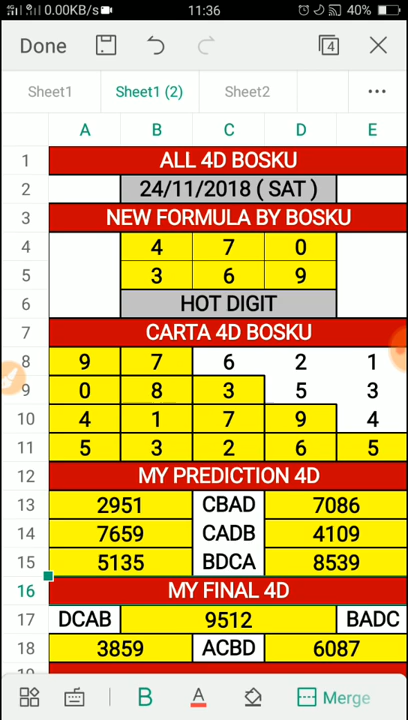 4G 0.00KB/s 11:36 40%
Done 4
Sheet1 Sheet1 (2) Sheet2 •••
A B C D E
1 ALL 4D BOSKU
2 24/11/2018 ( SAT )
3 NEW FORMULA BY BOSKU
4 4 7 0
5 3 6 9
6 HOT DIGIT
7 CARTA 4D BOSKU
8 9 7 6 2 1
9 0 8 3 5 3
10 4 1 7 9 4
11 5 3 2 6 5
12 MY PREDICTION 4D
13 2951 CBAD 7086
14 7659 CADB 4109
15 5135 BDCA 8539
16 MY FINAL 4D
17 DCAB 9512 BADC
18 3859 ACBD 6087
B A Merge